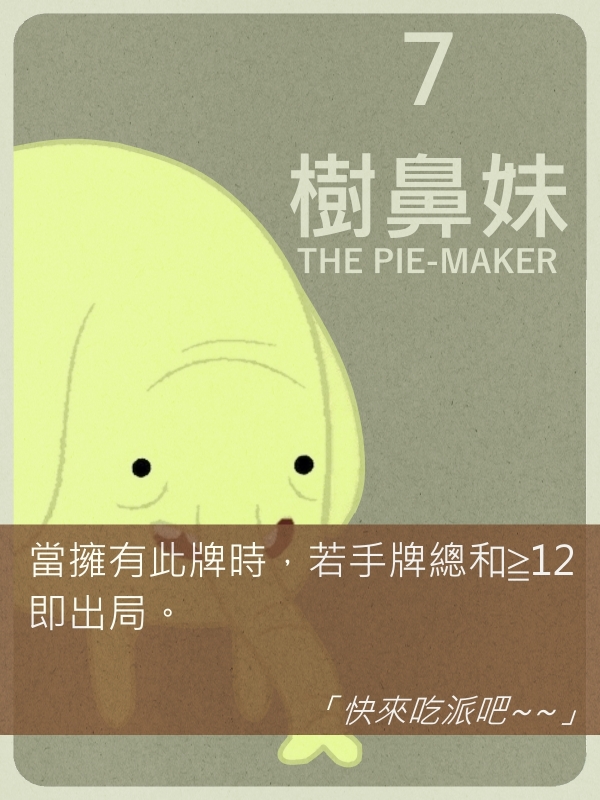 7
樹鼻妹
THE PIE-MAKER
當擁有此牌時，若手牌總和≧12
即出局。
「快來吃派吧~~」